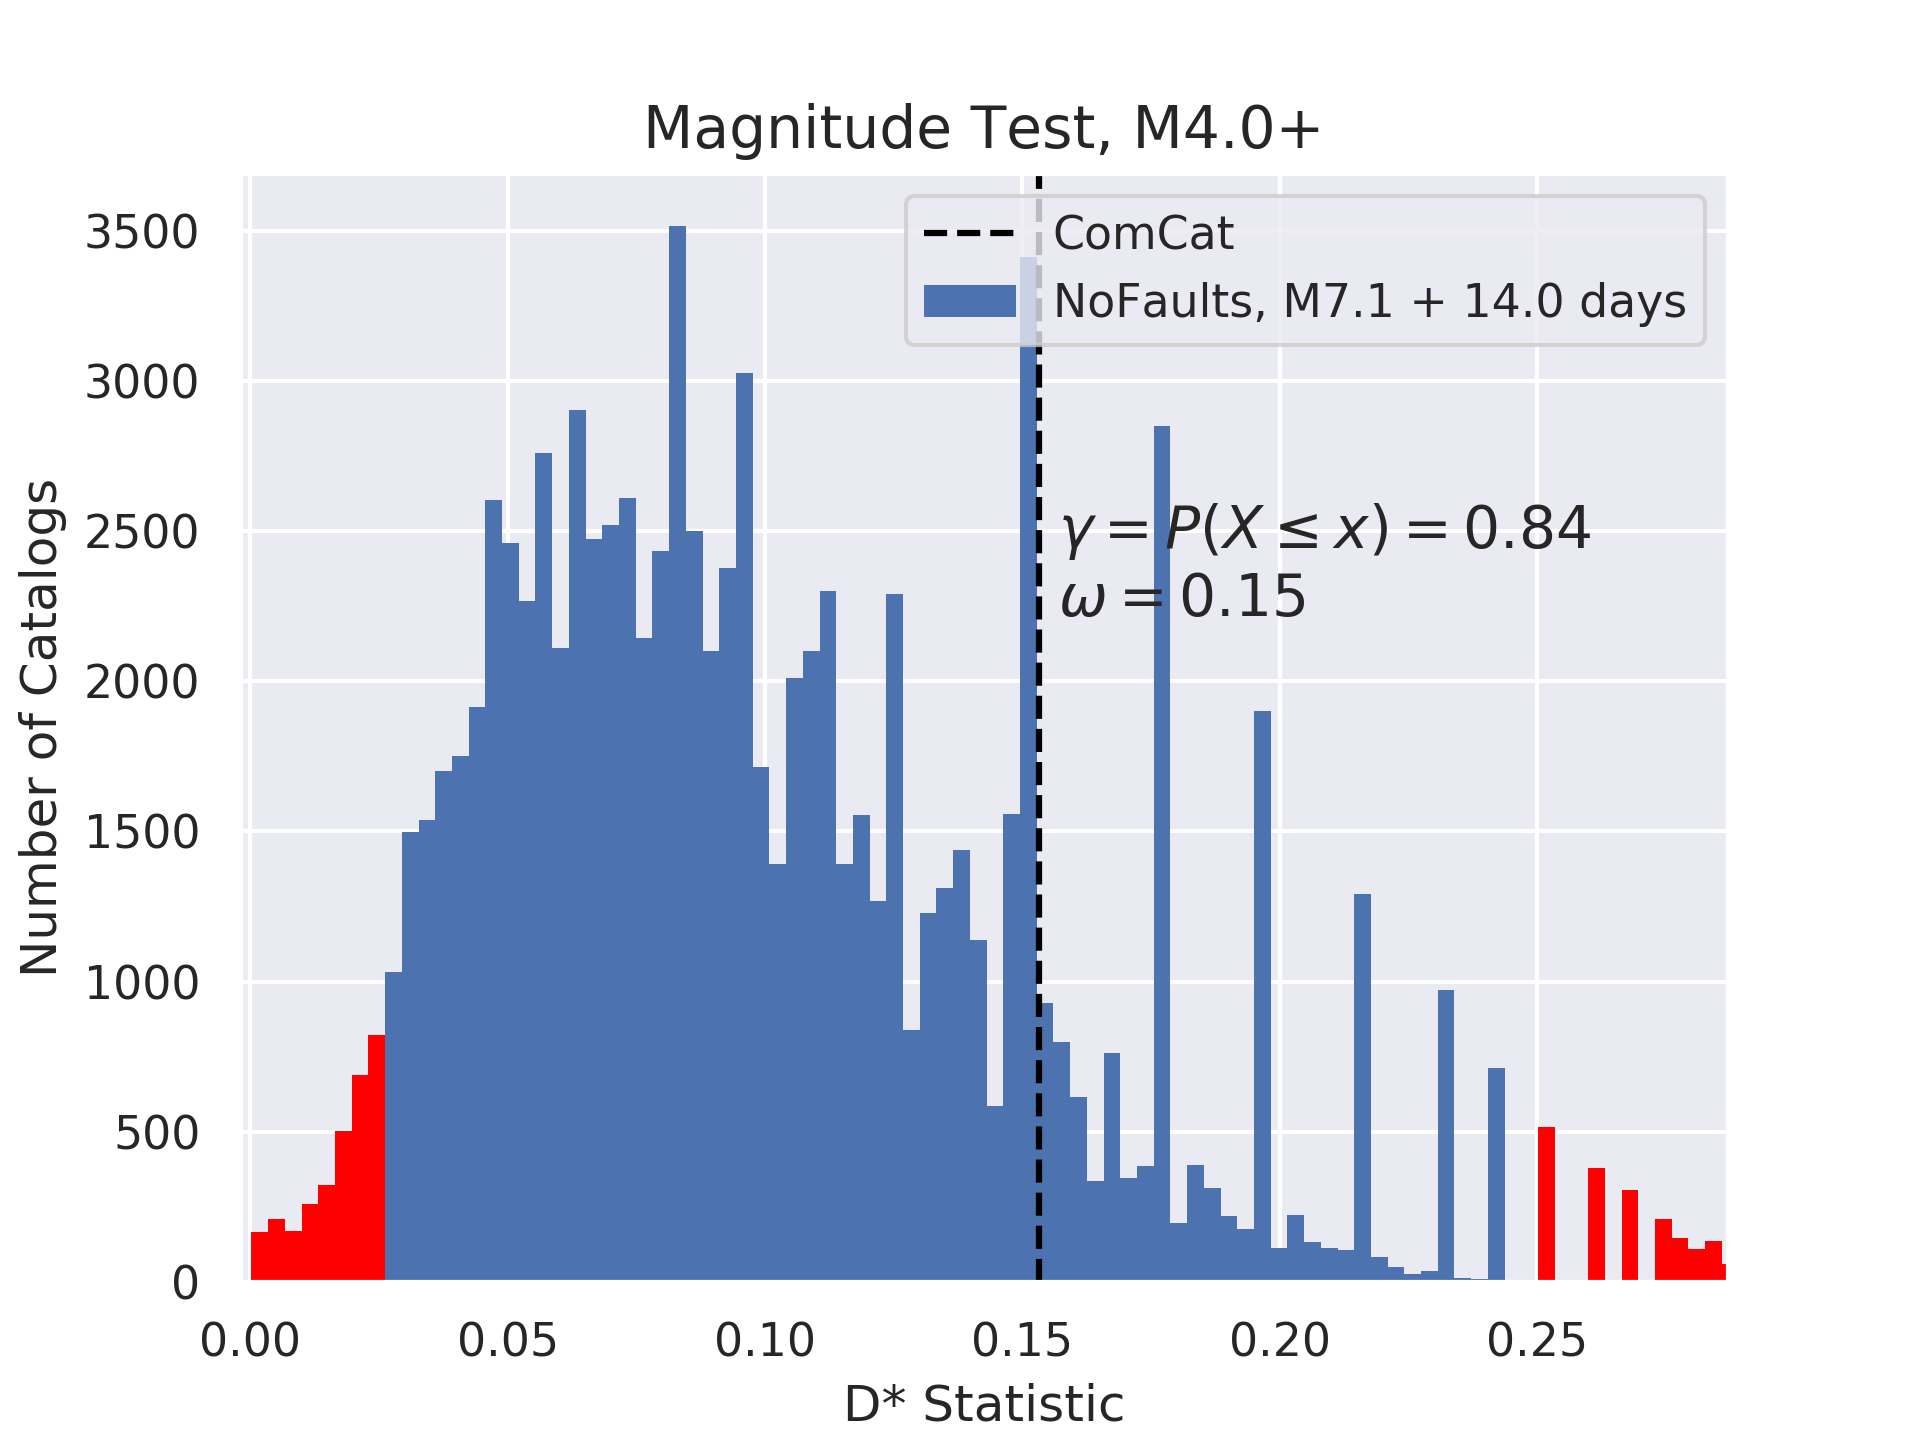 Magnitude Test, M4.0+
ComCat
NoFaults, M7.1 + 14.0 days
γ = P(X ≤ x) = 0.84
ω = 0.15
Number of Catalogs
3500
3000
2500
2000
1500
1000
500
0
0.00 0.05 0.10 0.15 0.20 0.25
D* Statistic